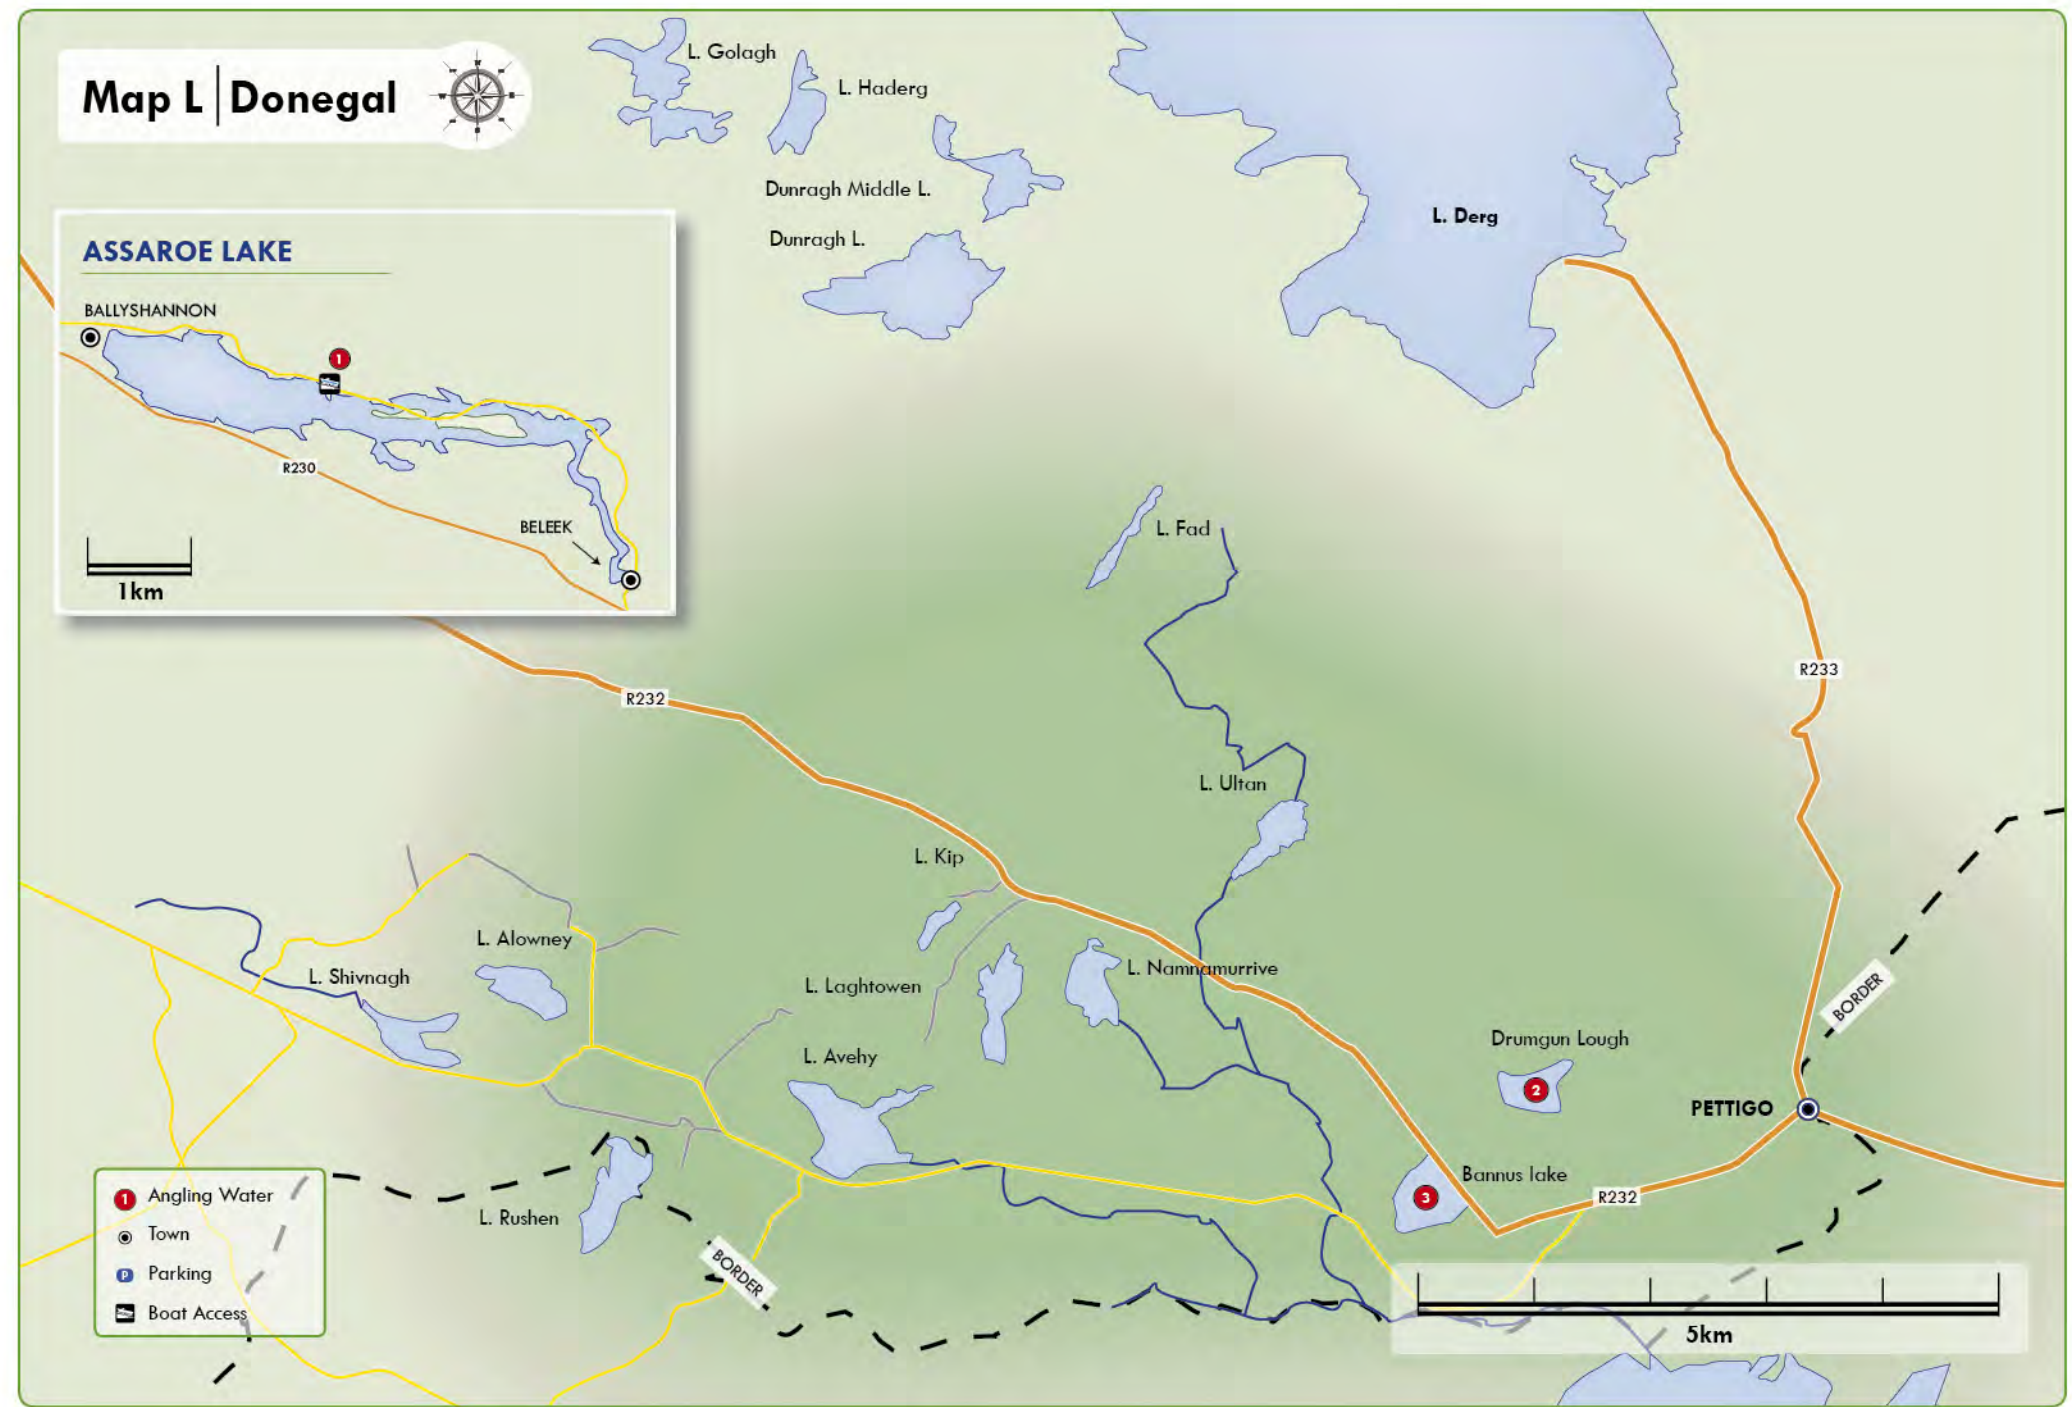 Map L | Donegal
L. Golagh
L. Haderg
Dunragh Middle L.
Dunragh L.
L. Derg
ASSAROE LAKE
BALLYSHANNON
1
R230
BELEEK
1km
L. Fad
R232
R233
L. Ultan
L. Kip
L. Alowney
L. Shivnagh
L. Laghtowen
L. Namnamurrive
BORDER
Drumgun Lough
2
L. Avehy
PETTIGO
Bannus lake
3
R232
L. Rushen
BORDER
1 Angling Water
Town
P Parking
Boat Access
5km